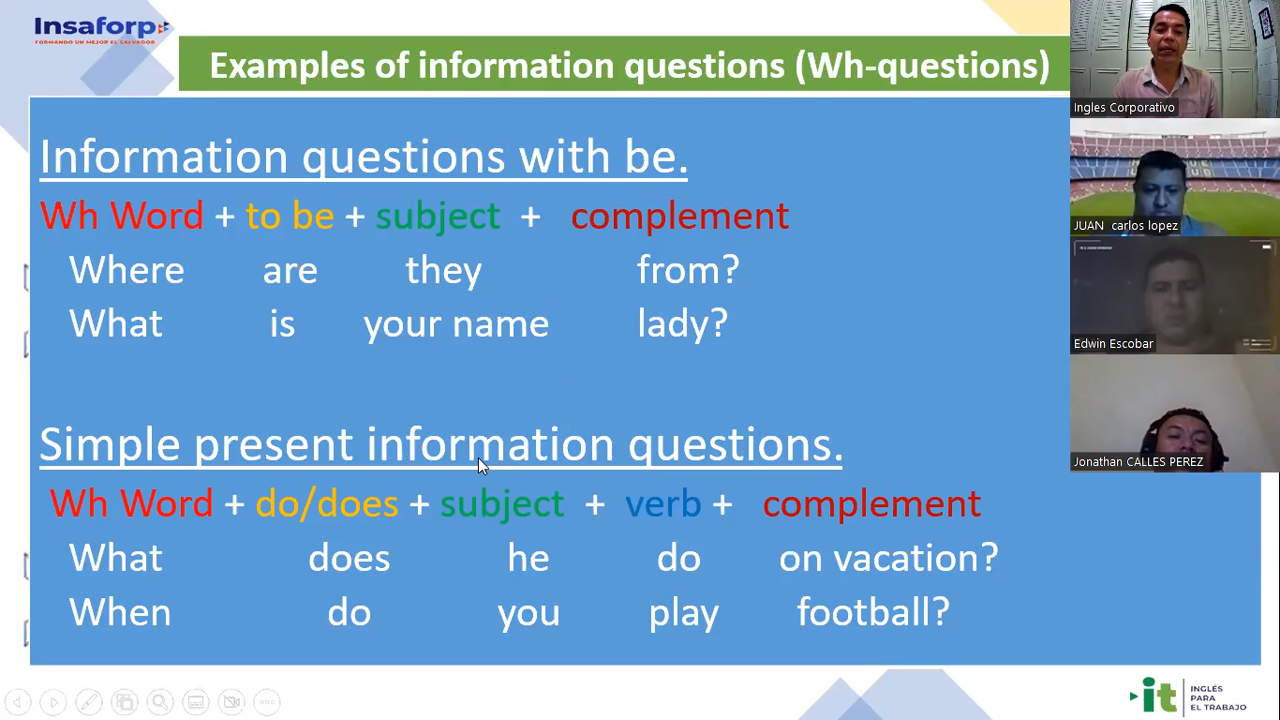 Insaforp
FORMANDO UN MEJOR EL SALVADOR
Examples of information questions (Wh-questions)
Information questions with be.
Wh Word + to be + subject + complement
Where are they from?
What is your name lady?
Simple present information questions.
Wh Word + do/does + subject + verb + complement
What does he do on vacation?
When do you play football?
Ingles Corporativo
JUAN carlos lopez
Edwin Escobar
Jonathan CALLES PEREZ
it INGLÉS
PARA
EL TRABAJO